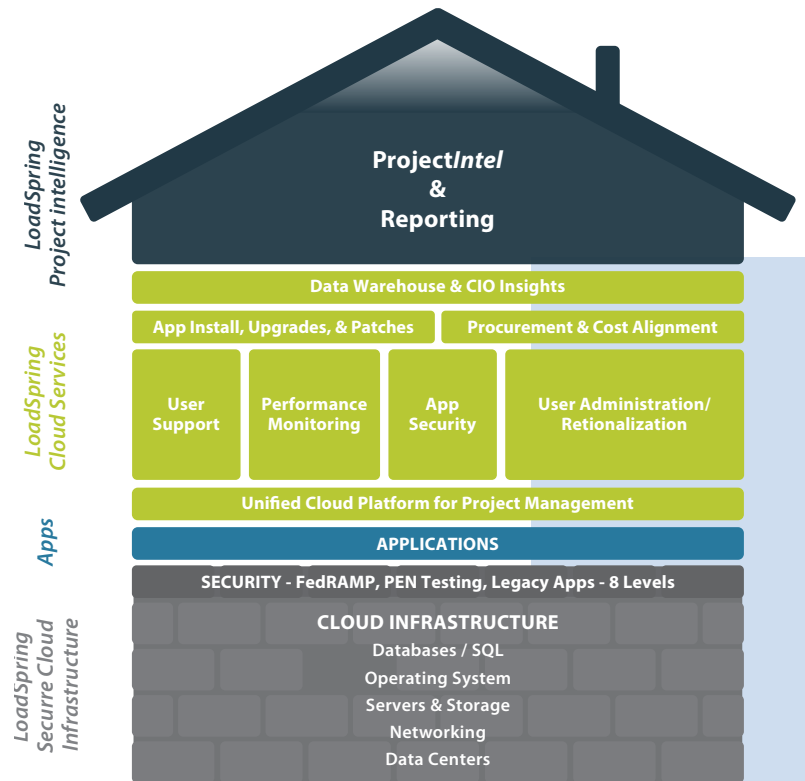 LoadSpring
Project intelligence
ProjectIntel
&
Reporting
LoadSpring
Cloud Services
Data Warehouse & CIO Insights
App Install, Upgrades, & Patches
Procurement & Cost Alignment
User
Support
Performance
Monitoring
App
Security
User Administration/
Retionalization
Unified Cloud Platform for Project Management
Apps
APPLICATIONS
LoadSpring
Securre Cloud
Infrastructure
SECURITY - FedRAMP, PEN Testing, Legacy Apps - 8 Levels
CLOUD INFRASTRUCTURE
Databases / SQL
Operating System
Servers & Storage
Networking
Data Centers